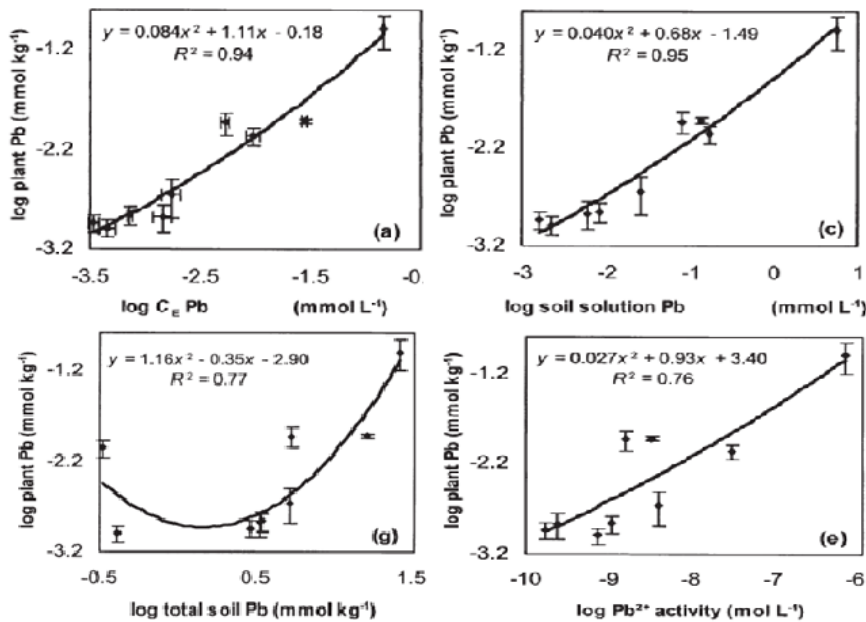 y = 0.084x² + 1.11x - 0.18
R² = 0.94
-1.2
-2.2
-3.2
log plant Pb (mmol kg⁻¹)
(a)
-3.5 -2.5 -1.5 -0.
log C_E Pb (mmol L⁻¹)
y = 0.040x² + 0.68x - 1.49
R² = 0.95
-1.2
-2.2
-3.2
log plant Pb (mmol kg⁻¹)
(c)
-3 -2 -1 0 1
log soil solution Pb (mmol L⁻¹)
y = 1.16x² - 0.35x - 2.90
R² = 0.77
-1.2
-2.2
-3.2
log plant Pb (mmol kg⁻¹)
(g)
-0.5 0.5 1.5
log total soil Pb (mmol kg⁻¹)
y = 0.027x² + 0.93x + 3.40
R² = 0.76
-1.2
-2.2
-3.2
log plant Pb (mmol kg⁻¹)
(e)
-10 -9 -8 -7 -6
log Pb²⁺ activity (mol L⁻¹)